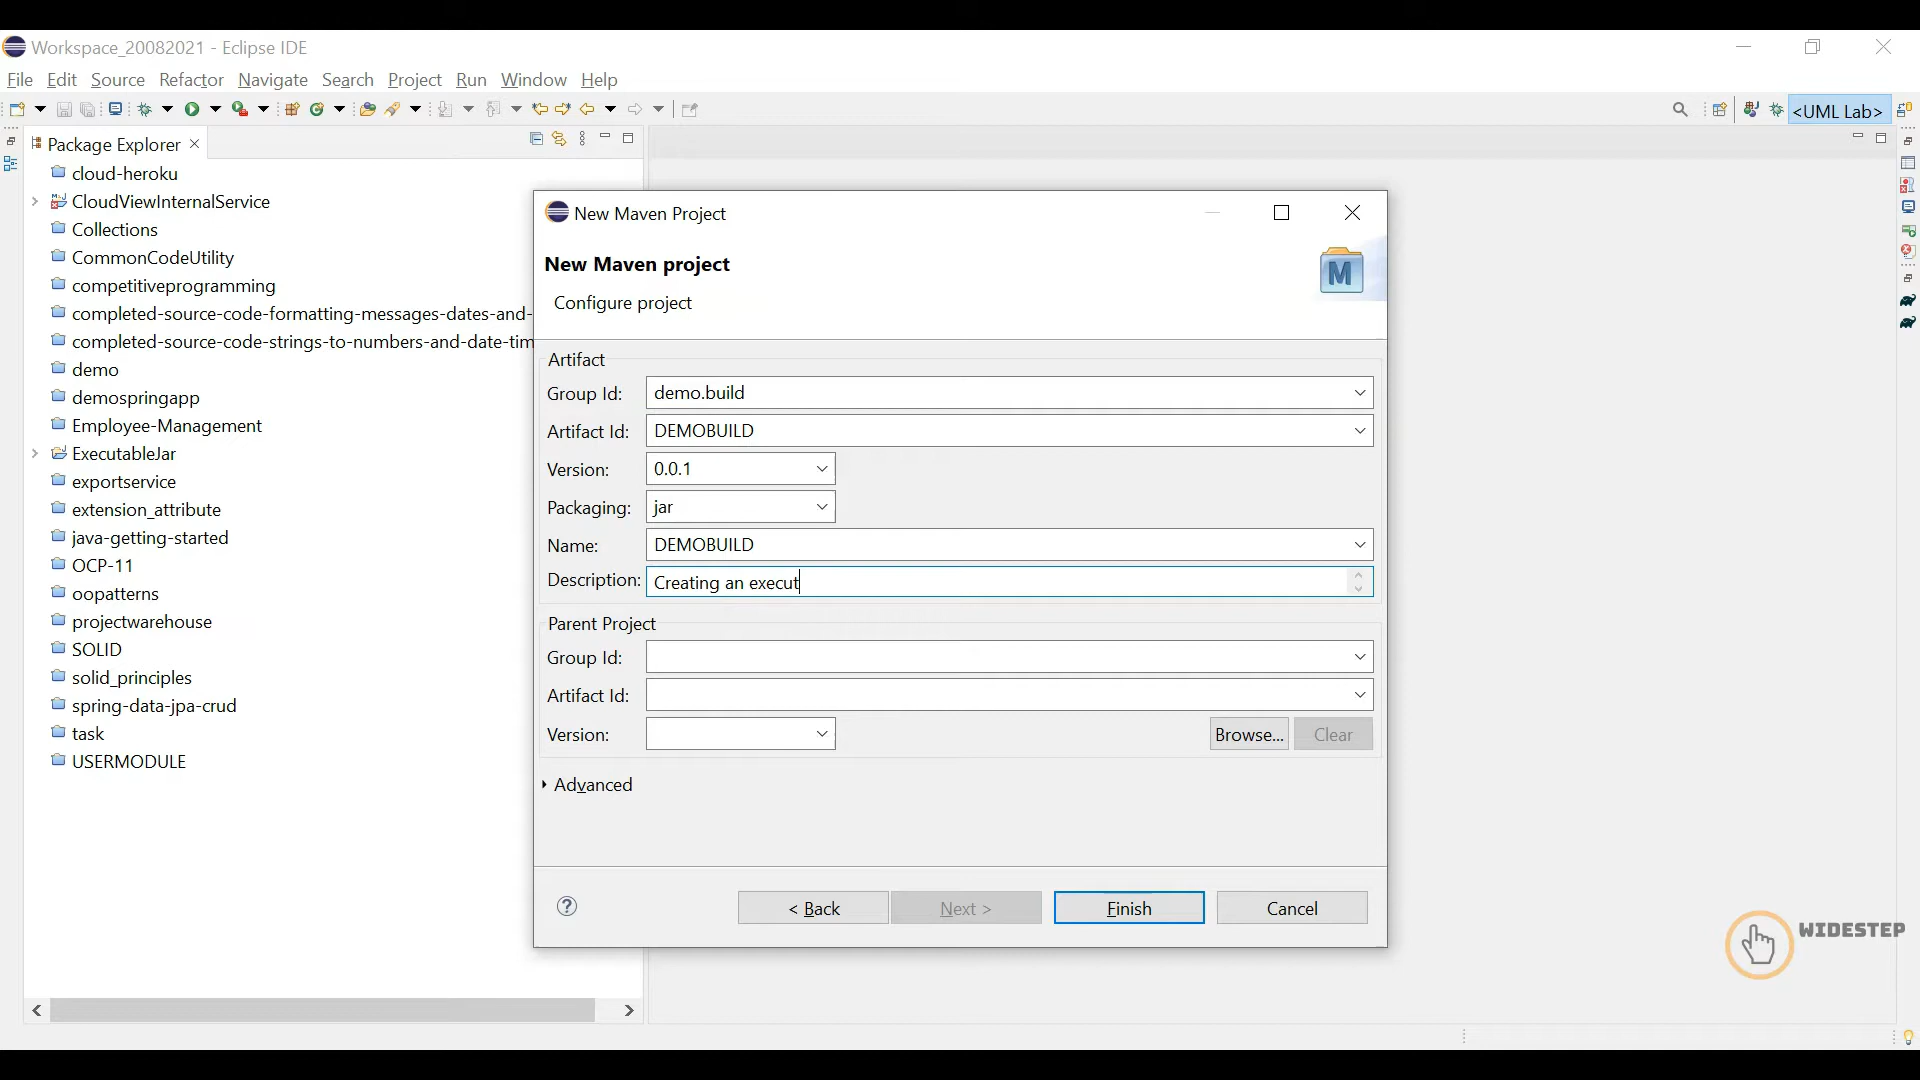 Workspace_20082021 - Eclipse IDE
File Edit Source Refactor Navigate Search Project Run Window Help
<UML Lab>
Package Explorer
cloud-heroku
CloudViewInternalService
Collections
CommonCodeUtility
competitiveprogramming
completed-source-code-formatting-messages-dates-and-
completed-source-code-strings-to-numbers-and-date-tim
demo
demospringapp
Employee-Management
ExecutableJar
exportservice
extension_attribute
java-getting-started
OCP-11
oopatterns
projectwarehouse
SOLID
solid_principles
spring-data-jpa-crud
task
USERMODULE
New Maven Project
New Maven project
Configure project
M
Artifact
Group Id: demo.build
Artifact Id: DEMOBUILD
Version: 0.0.1
Packaging: jar
Name: DEMOBUILD
Description: Creating an execut
Parent Project
Group Id:
Artifact Id:
Version:
Browse... Clear
Advanced
? < Back Next > Finish Cancel
WIDESTEP